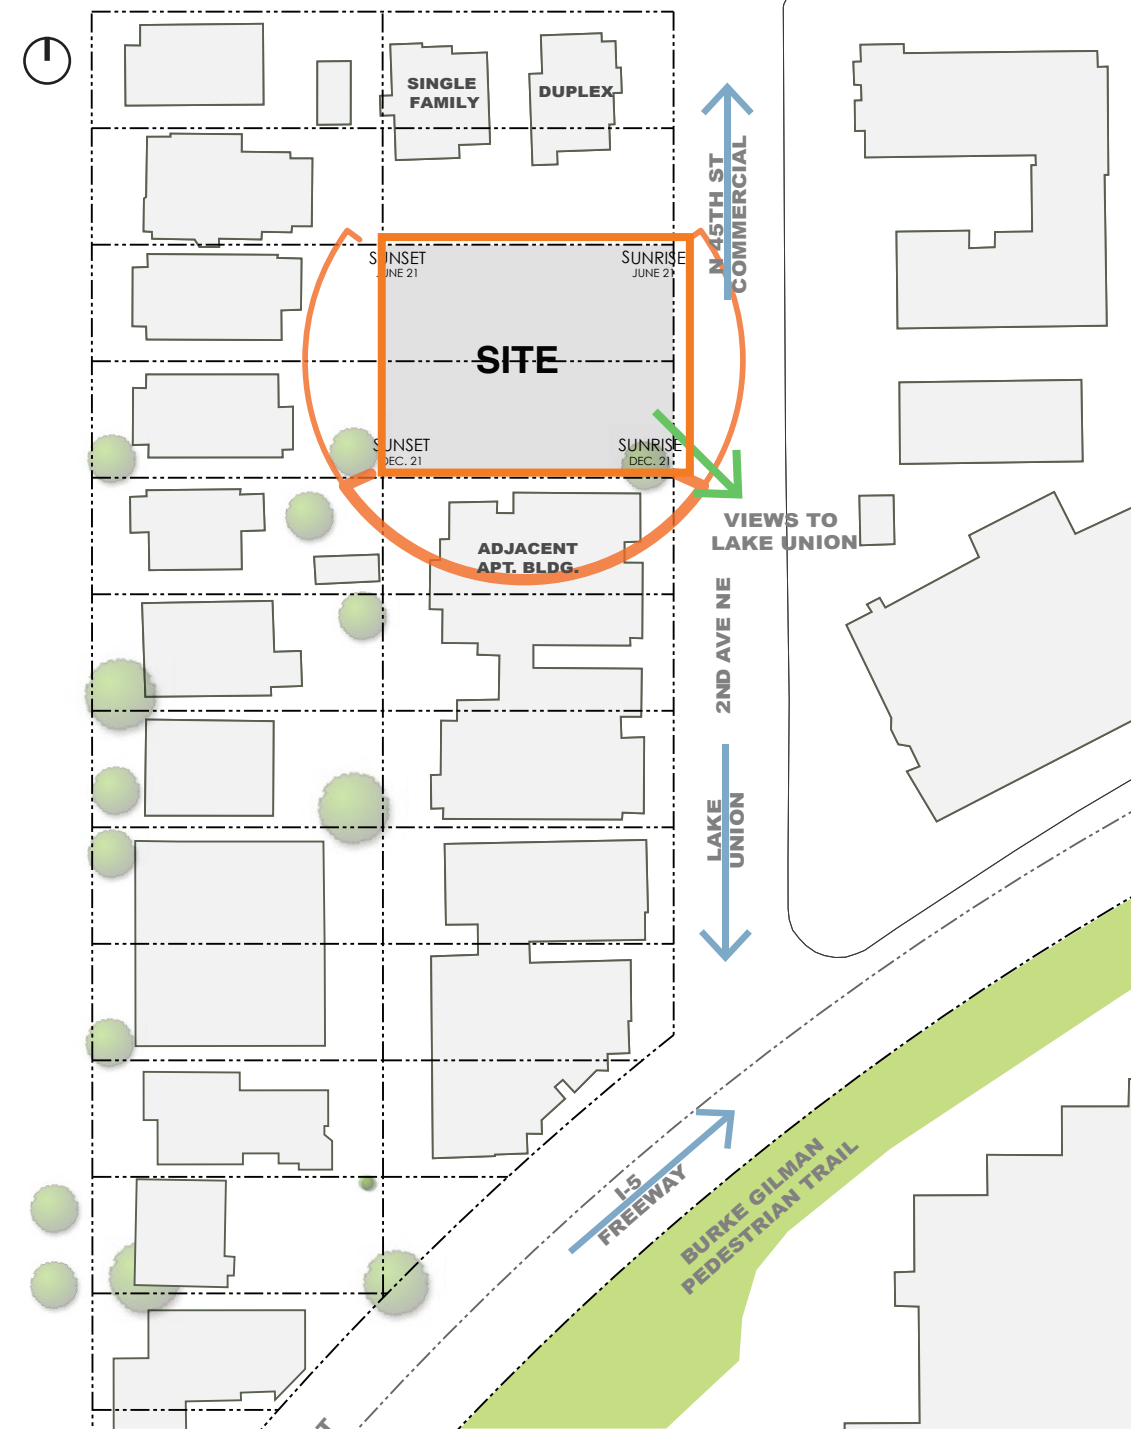 SINGLE
FAMILY
DUPLEX
N 45TH ST
COMMERCIAL
SUNSET
JUNE 21
SUNRISE
JUNE 21
SITE
SUNSET
DEC. 21
SUNRISE
DEC. 21
VIEWS TO
LAKE UNION
ADJACENT
APT. BLDG.
2ND AVE NE
LAKE
UNION
I-5
FREEWAY
BURKE GILMAN
PEDESTRIAN TRAIL